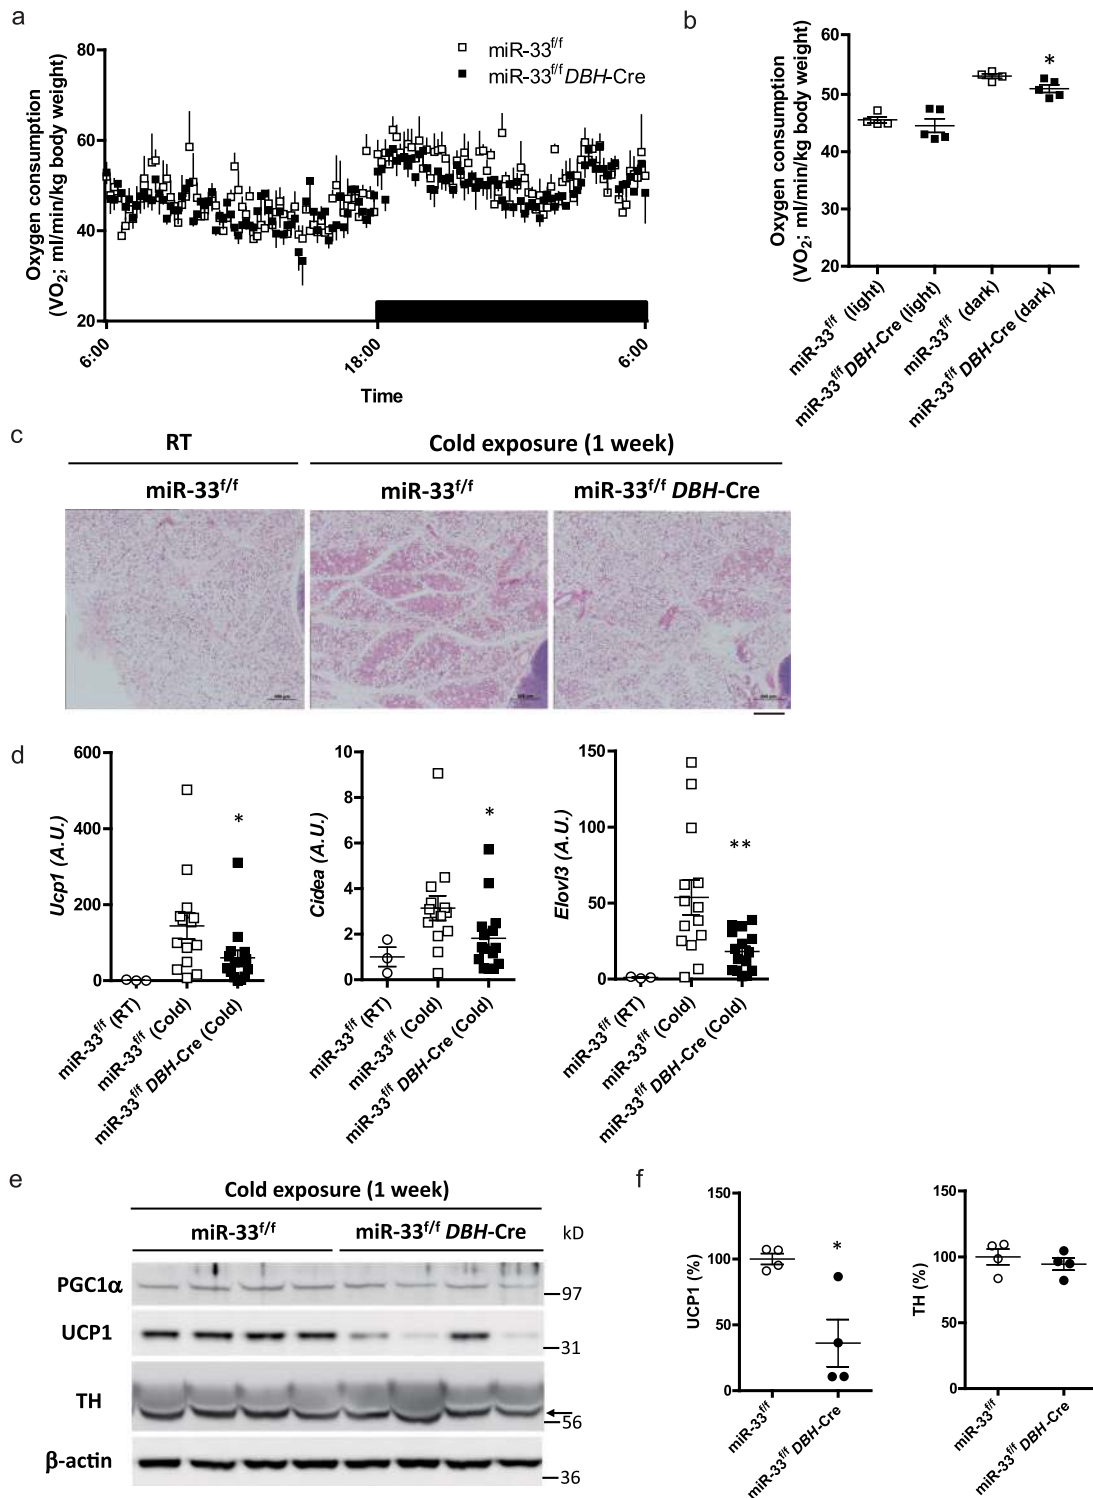 a
Oxygen consumption
(VO2; ml/min/kg body weight)
80
60
40
20
miR-33f/f
miR-33f/f DBH-Cre
6:00
18:00
6:00
Time
b
Oxygen consumption
(VO2; ml/min/kg body weight)
60
50
40
30
20
*
miR-33f/f (light)
miR-33f/f DBH-Cre (light)
miR-33f/f (dark)
miR-33f/f DBH-Cre (dark)
c
RT
Cold exposure (1 week)
miR-33f/f
miR-33f/f
miR-33f/f DBH-Cre
d
Ucp1 (A.U.)
600
400
200
0
*
miR-33f/f (RT)
miR-33f/f (Cold)
miR-33f/f DBH-Cre (Cold)
Cidea (A.U.)
10
8
6
4
2
0
*
miR-33f/f (RT)
miR-33f/f (Cold)
miR-33f/f DBH-Cre (Cold)
Elovl3 (A.U.)
150
100
50
0
**
miR-33f/f (RT)
miR-33f/f (Cold)
miR-33f/f DBH-Cre (Cold)
e
Cold exposure (1 week)
miR-33f/f
miR-33f/f DBH-Cre
kD
PGC1α
97
UCP1
31
TH
56
β-actin
36
f
UCP1 (%)
150
100
50
0
*
miR-33f/f
miR-33f/f DBH-Cre
TH (%)
150
100
50
0
miR-33f/f
miR-33f/f DBH-Cre